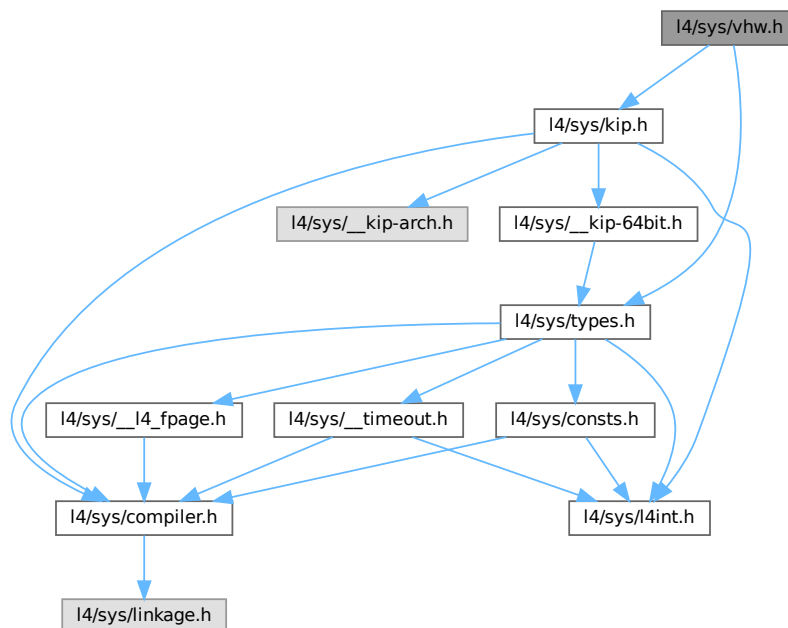 l4/sys/vhw.h
l4/sys/kip.h
l4/sys/__kip-arch.h
l4/sys/__kip-64bit.h
l4/sys/types.h
l4/sys/__l4_fpage.h
l4/sys/__timeout.h
l4/sys/consts.h
l4/sys/compiler.h
l4/sys/l4int.h
l4/sys/linkage.h